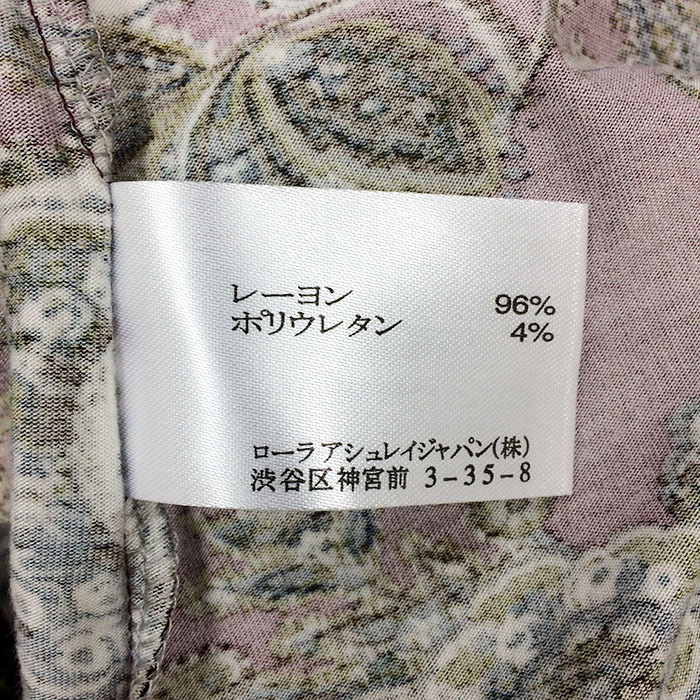 レーヨン 96%
ポリウレタン 4%
ローラ アシュレイジャパン(株)
渋谷区神宮前 3-35-8